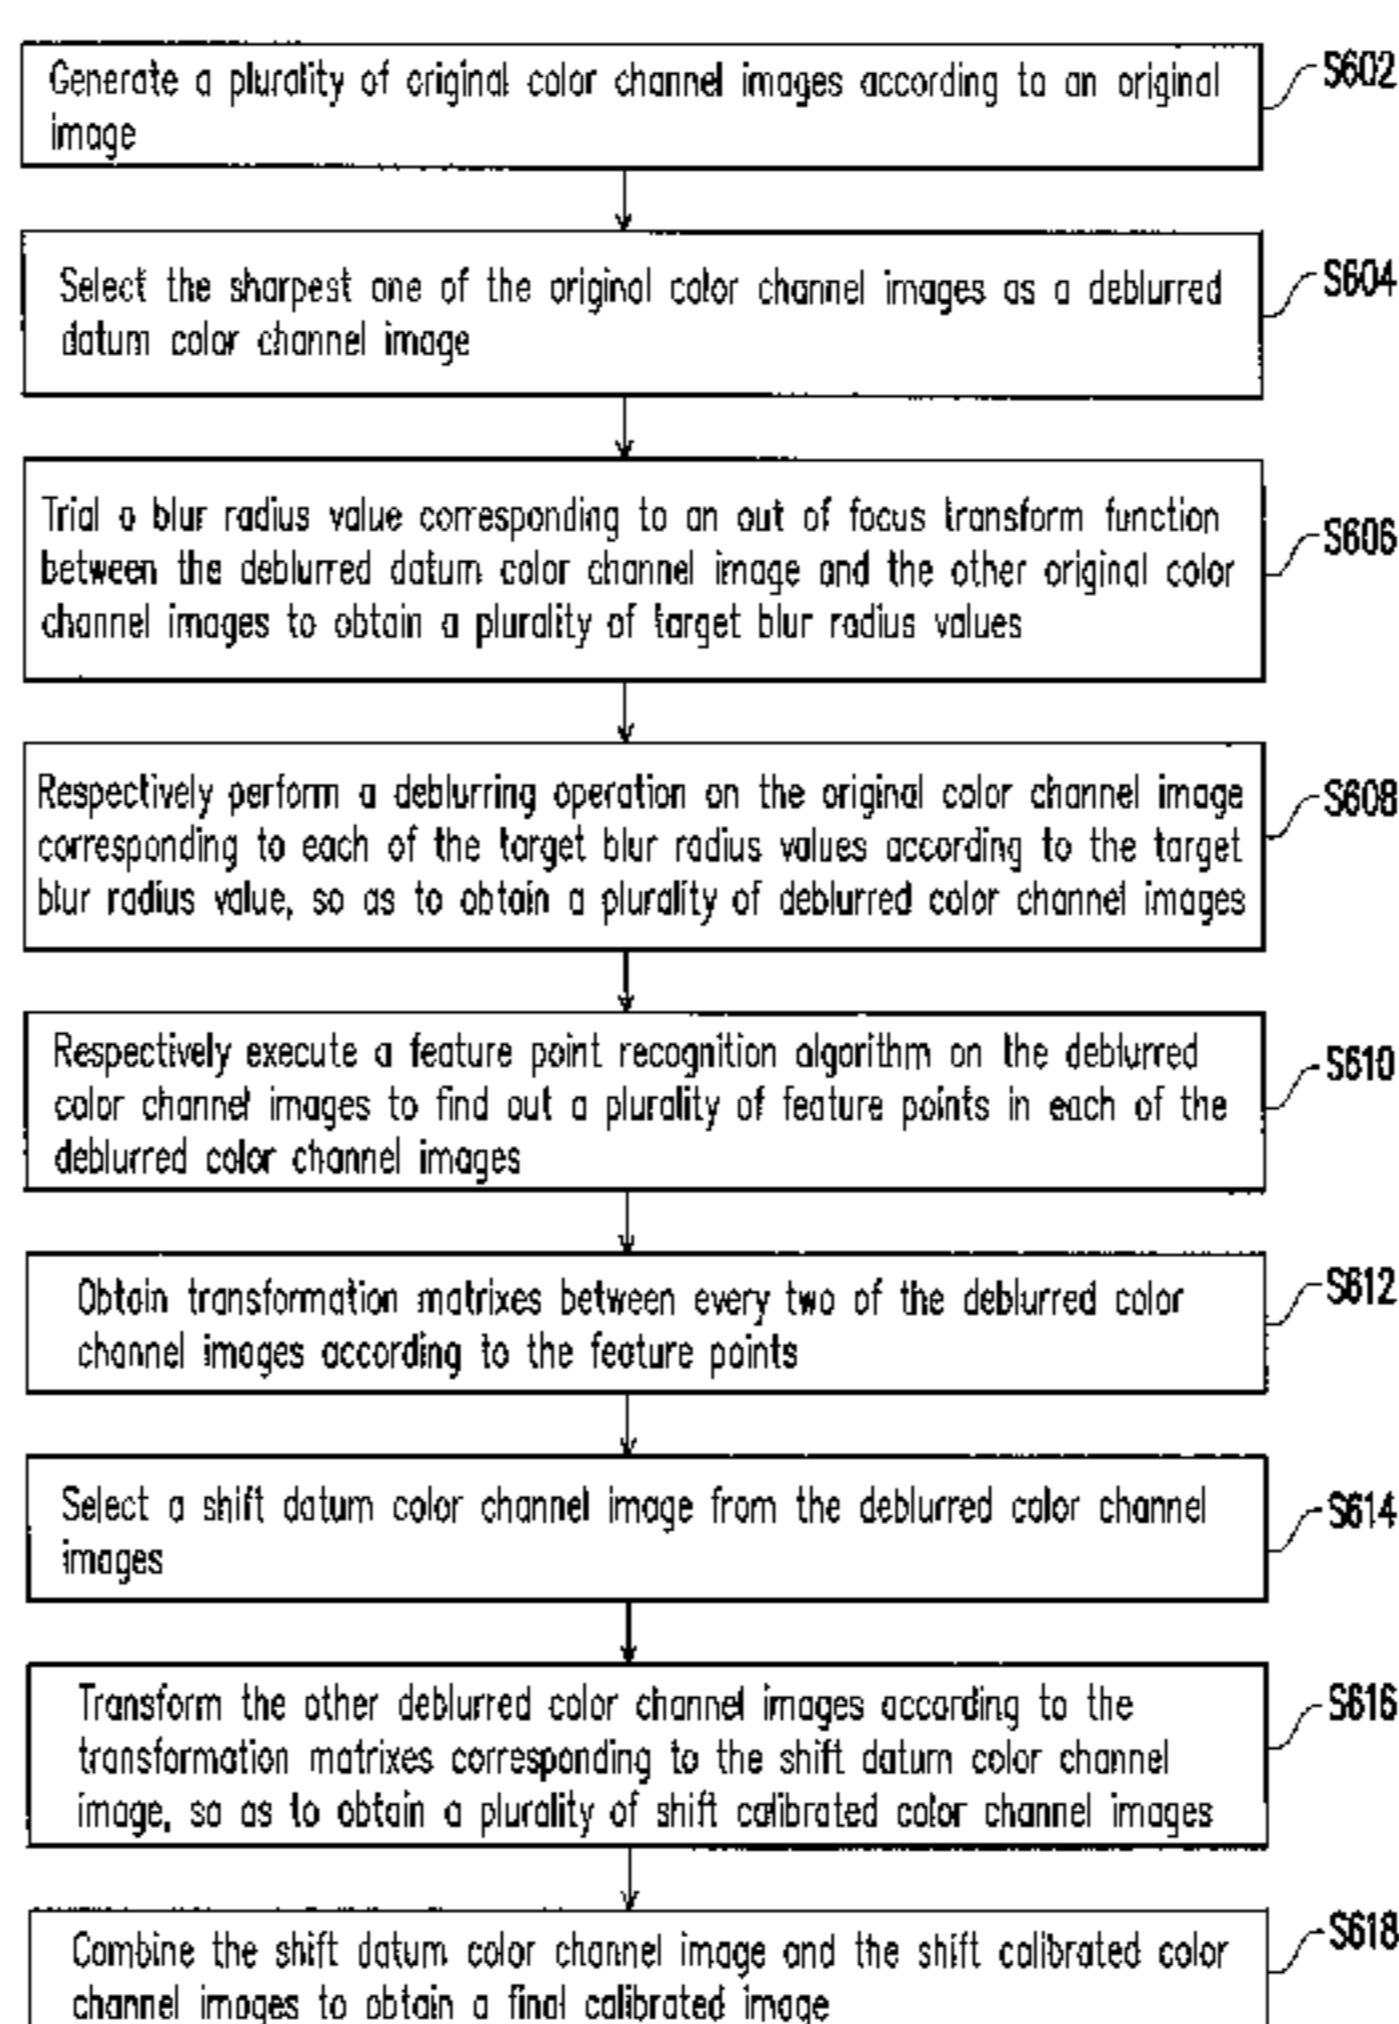 Generate a plurality of original color channel images according to an original
image
S602
Select the sharpest one of the original color channel images as a deblurred
datum color channel image
S604
Trial a blur radius value corresponding to an out of focus transform function
between the deblurred datum color channel image and the other original color
channel images to obtain a plurality of target blur radius values
S606
Respectively perform a deblurring operation on the original color channel image
corresponding to each of the target blur radius values according to the target
blur radius value, so as to obtain a plurality of deblurred color channel images
S608
Respectively execute a feature point recognition algorithm on the deblurred
color channel images to find out a plurality of feature points in each of the
deblurred color channel images
S610
Obtain transformation matrixes between every two of the deblurred color
channel images according to the feature points
S612
Select a shift datum color channel image from the deblurred color channel
images
S614
Transform the other deblurred color channel images according to the
transformation matrixes corresponding to the shift datum color channel
image, so as to obtain a plurality of shift calibrated color channel images
S616
Combine the shift datum color channel image and the shift calibrated color
channel images to obtain a final calibrated image
S618